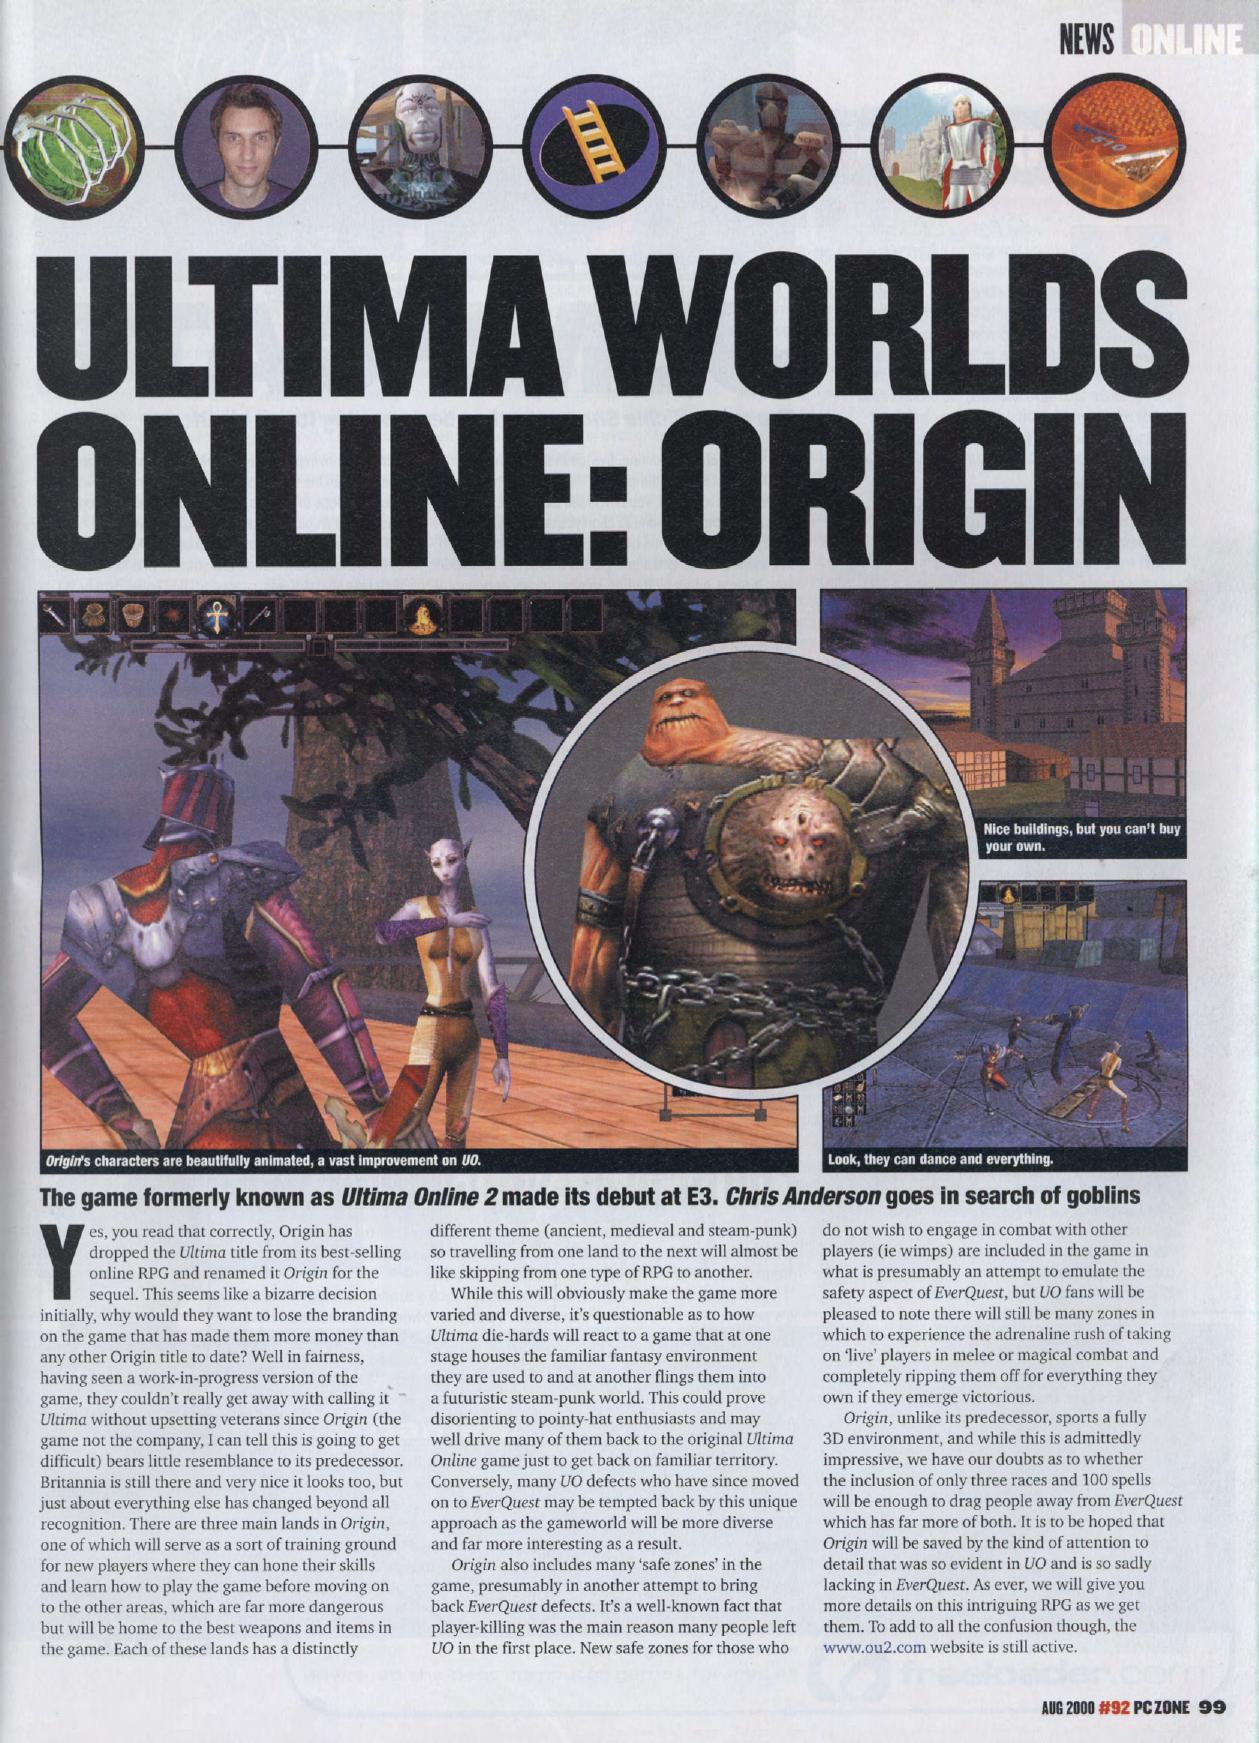 NEWS ONLINE
ULTIMA WORLDS
ONLINE: ORIGIN
Nice buildings, but you can't buy
your own.
Origin's characters are beautifully animated, a vast improvement on UO.
Look, they can dance and everything.
The game formerly known as Ultima Online 2 made its debut at E3. Chris Anderson goes in search of goblins
Yes, you read that correctly, Origin has
dropped the Ultima title from its best-selling
online RPG and renamed it Origin for the
sequel. This seems like a bizarre decision
initially, why would they want to lose the branding
on the game that has made them more money than
any other Origin title to date? Well in fairness,
having seen a work-in-progress version of the
game, they couldn't really get away with calling it
Ultima without upsetting veterans since Origin (the
game not the company, I can tell this is going to get
difficult) bears little resemblance to its predecessor.
Britannia is still there and very nice it looks too, but
just about everything else has changed beyond all
recognition. There are three main lands in Origin,
one of which will serve as a sort of training ground
for new players where they can hone their skills
and learn how to play the game before moving on
to the other areas, which are far more dangerous
but will be home to the best weapons and items in
the game. Each of these lands has a distinctly
different theme (ancient, medieval and steam-punk)
so travelling from one land to the next will almost be
like skipping from one type of RPG to another.
While this will obviously make the game more
varied and diverse, it's questionable as to how
Ultima die-hards will react to a game that at one
stage houses the familiar fantasy environment
they are used to and at another flings them into
a futuristic steam-punk world. This could prove
disorienting to pointy-hat enthusiasts and may
well drive many of them back to the original Ultima
Online game just to get back on familiar territory.
Conversely, many UO defects who have since moved
on to EverQuest may be tempted back by this unique
approach as the gameworld will be more diverse
and far more interesting as a result.
Origin also includes many 'safe zones' in the
game, presumably in another attempt to bring
back EverQuest defects. It's a well-known fact that
player-killing was the main reason many people left
UO in the first place. New safe zones for those who
do not wish to engage in combat with other
players (ie wimps) are included in the game in
what is presumably an attempt to emulate the
safety aspect of EverQuest, but UO fans will be
pleased to note there will still be many zones in
which to experience the adrenaline rush of taking
on 'live' players in melee or magical combat and
completely ripping them off for everything they
own if they emerge victorious.
Origin, unlike its predecessor, sports a fully
3D environment, and while this is admittedly
impressive, we have our doubts as to whether
the inclusion of only three races and 100 spells
will be enough to drag people away from EverQuest
which has far more of both. It is to be hoped that
Origin will be saved by the kind of attention to
detail that was so evident in UO and is so sadly
lacking in EverQuest. As ever, we will give you
more details on this intriguing RPG as we get
them. To add to all the confusion though, the
www.ou2.com website is still active.
AUG 2000 #92 PC ZONE 99